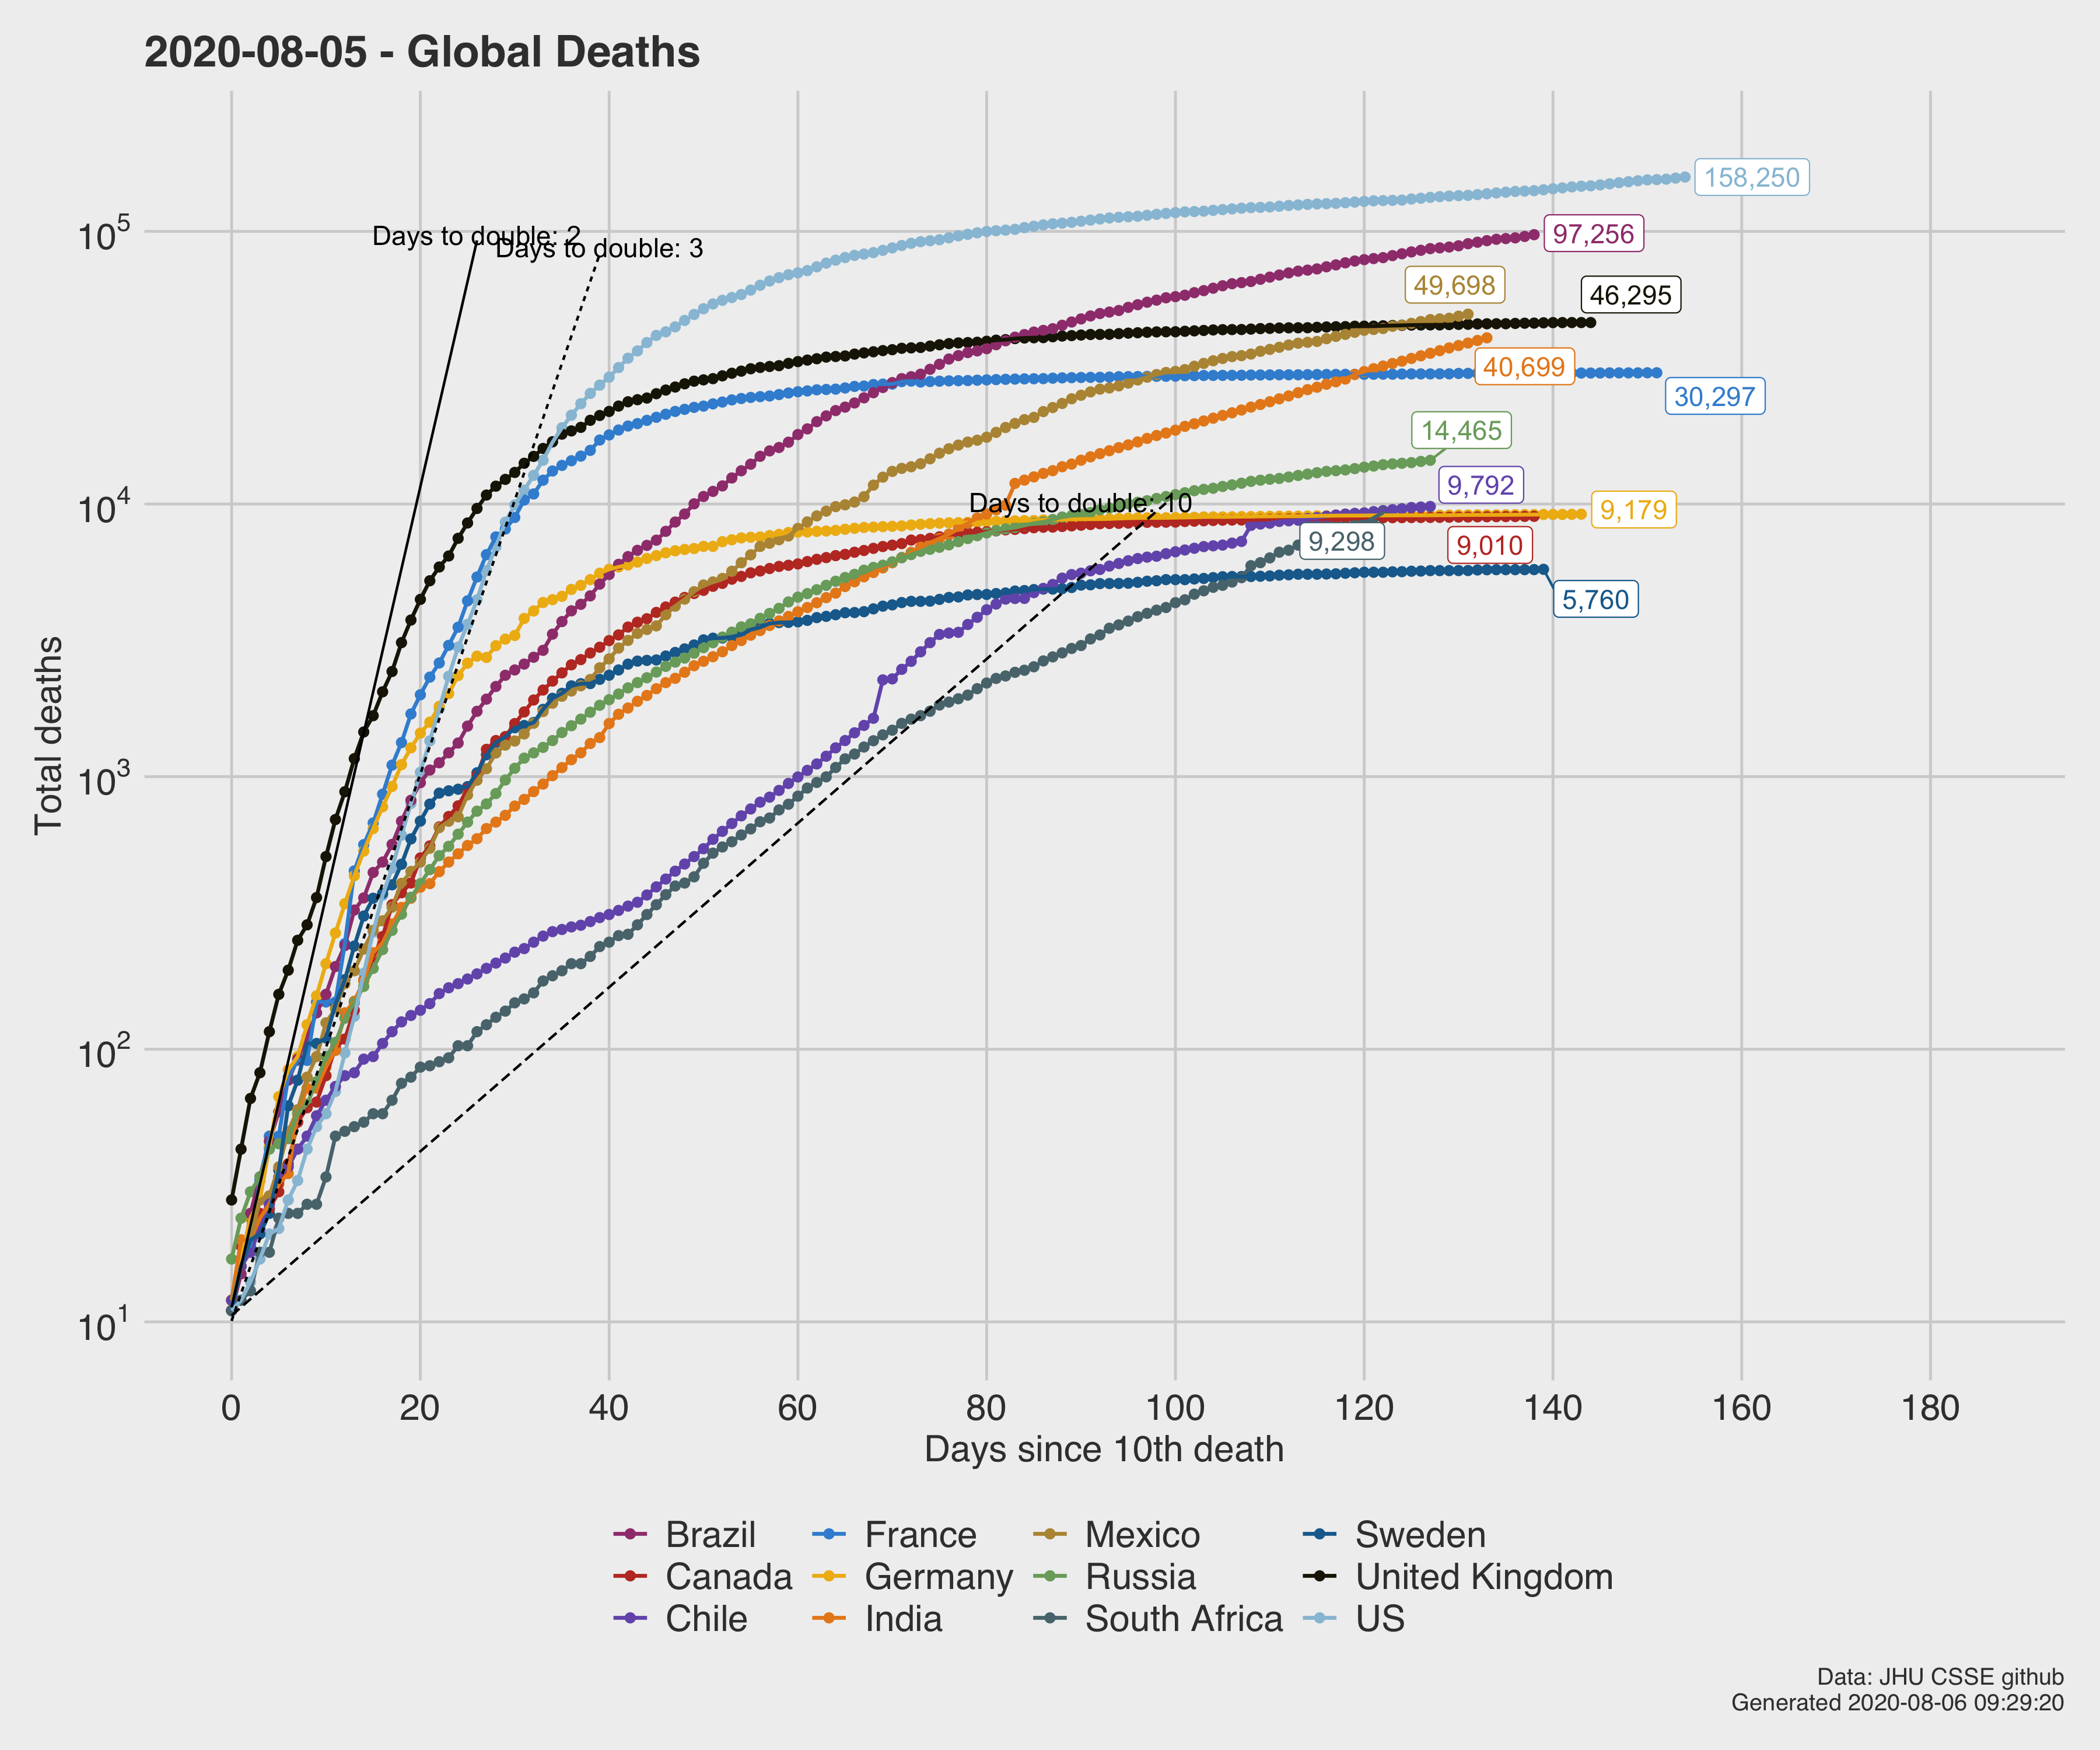 2020-08-05 - Global Deaths
158,250
10^5
Days to double: 2
Days to double: 3
97,256
49,698
46,295
40,699
30,297
14,465
9,792
10^4
Days to double: 10
9,179
9,298
9,010
5,760
Total deaths
10^3
10^2
10^1
0 20 40 60 80 100 120 140 160 180
Days since 10th death
Brazil France Mexico Sweden
Canada Germany Russia United Kingdom
Chile India South Africa US
Data: JHU CSSE github
Generated 2020-08-06 09:29:20